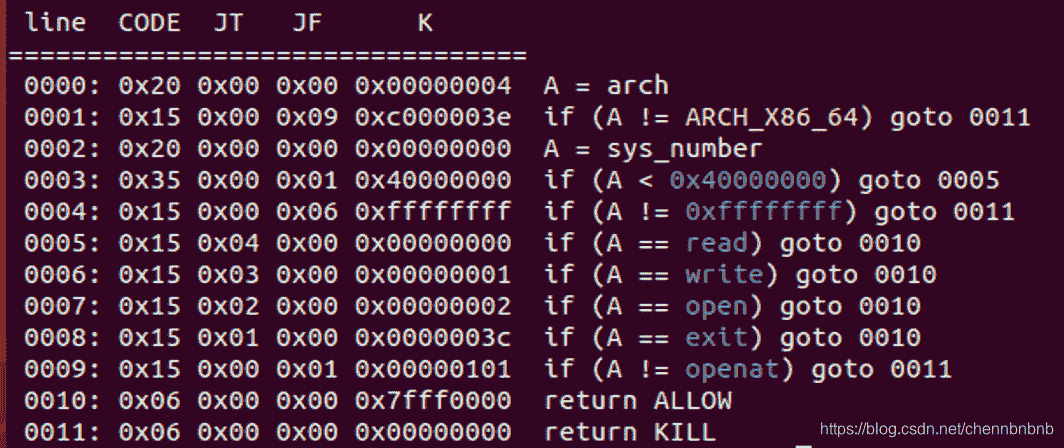 line  CODE  JT   JF      K
=================================
0000: 0x20 0x00 0x00 0x00000004  A = arch
0001: 0x15 0x00 0x09 0xc000003e  if (A != ARCH_X86_64) goto 0011
0002: 0x20 0x00 0x00 0x00000000  A = sys_number
0003: 0x35 0x00 0x01 0x40000000  if (A < 0x40000000) goto 0005
0004: 0x15 0x00 0x06 0xffffffff  if (A != 0xffffffff) goto 0011
0005: 0x15 0x04 0x00 0x00000000  if (A == read) goto 0010
0006: 0x15 0x03 0x00 0x00000001  if (A == write) goto 0010
0007: 0x15 0x02 0x00 0x00000002  if (A == open) goto 0010
0008: 0x15 0x01 0x00 0x0000003c  if (A == exit) goto 0010
0009: 0x15 0x00 0x01 0x00000101  if (A != openat) goto 0011
0010: 0x06 0x00 0x00 0x7fff0000  return ALLOW
0011: 0x06 0x00 0x00 0x00000000  return KILL
https://blog.csdn.net/chennbnbnb